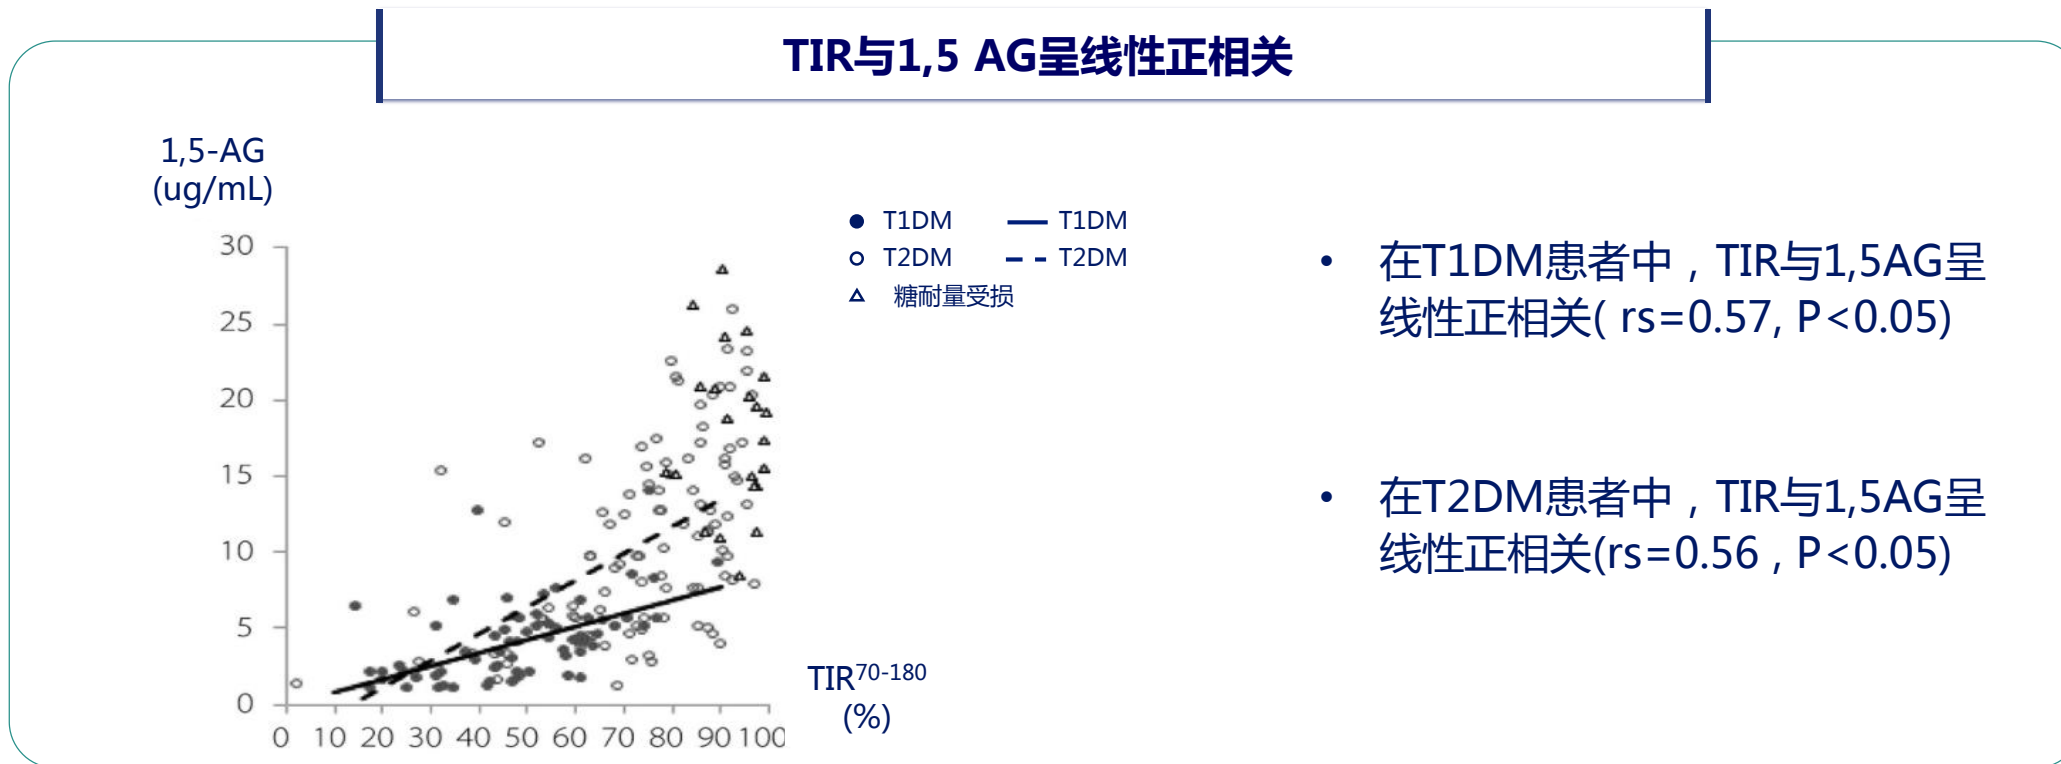 TIR与1,5 AG呈线性正相关
1,5-AG
(ug/mL)
30
25
20
15
10
5
0
0 10 20 30 40 50 60 70 80 90 100
TIR70-180
(%)
T1DM T1DM
T2DM T2DM
糖耐量受损
• 在T1DM患者中，TIR与1,5AG呈
线性正相关( rs=0.57, P<0.05)
• 在T2DM患者中，TIR与1,5AG呈
线性正相关(rs=0.56 , P<0.05)